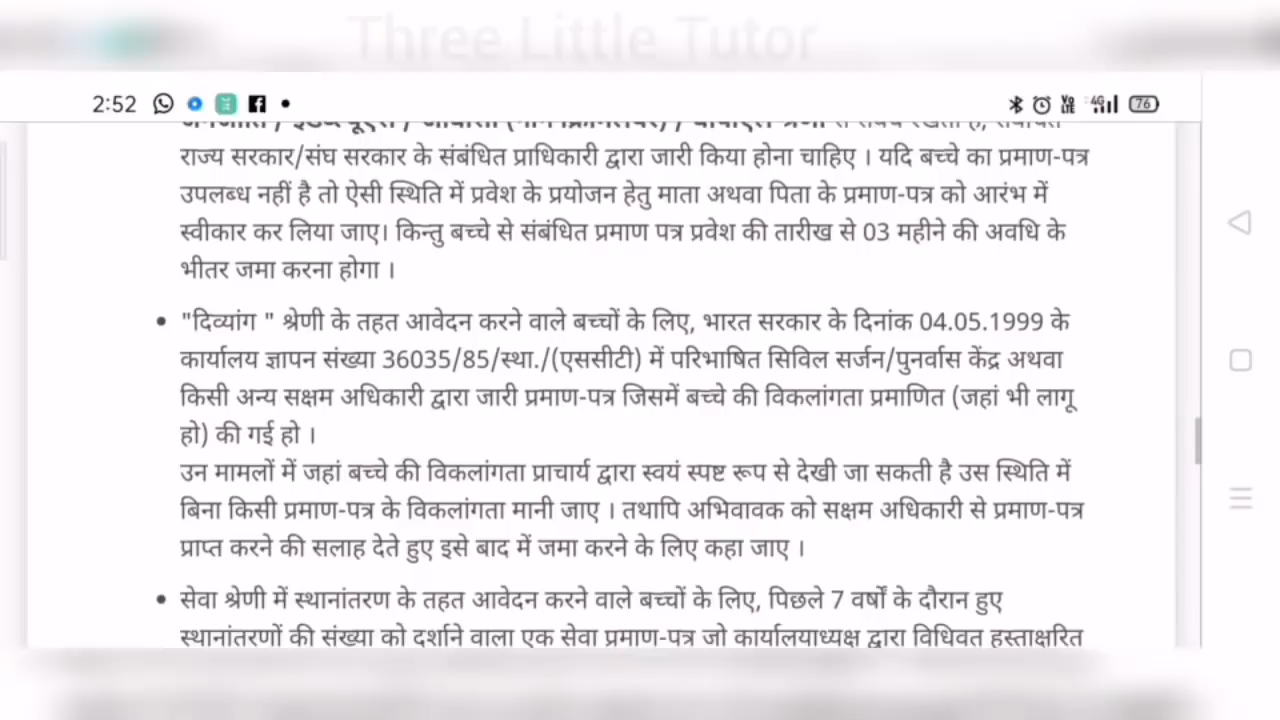 Three Little Tutor
2:52
4G
76
राज्य सरकार/संघ सरकार के संबंधित प्राधिकारी द्वारा जारी किया होना चाहिए । यदि बच्चे का प्रमाण-पत्र
उपलब्ध नहीं है तो ऐसी स्थिति में प्रवेश के प्रयोजन हेतु माता अथवा पिता के प्रमाण-पत्र को आरंभ में
स्वीकार कर लिया जाए। किन्तु बच्चे से संबंधित प्रमाण पत्र प्रवेश की तारीख से 03 महीने की अवधि के
भीतर जमा करना होगा ।
• "दिव्यांग " श्रेणी के तहत आवेदन करने वाले बच्चों के लिए, भारत सरकार के दिनांक 04.05.1999 के
कार्यालय ज्ञापन संख्या 36035/85/स्था./(एससीटी) में परिभाषित सिविल सर्जन/पुनर्वास केंद्र अथवा
किसी अन्य सक्षम अधिकारी द्वारा जारी प्रमाण-पत्र जिसमें बच्चे की विकलांगता प्रमाणित (जहां भी लागू
हो) की गई हो ।
उन मामलों में जहां बच्चे की विकलांगता प्राचार्य द्वारा स्वयं स्पष्ट रूप से देखी जा सकती है उस स्थिति में
बिना किसी प्रमाण-पत्र के विकलांगता मानी जाए । तथापि अभिवावक को सक्षम अधिकारी से प्रमाण-पत्र
प्राप्त करने की सलाह देते हुए इसे बाद में जमा करने के लिए कहा जाए ।
• सेवा श्रेणी में स्थानांतरण के तहत आवेदन करने वाले बच्चों के लिए, पिछले 7 वर्षों के दौरान हुए
स्थानांतरणों की संख्या को दर्शाने वाला एक सेवा प्रमाण-पत्र जो कार्यालयाध्यक्ष द्वारा विधिवत हस्ताक्षरित